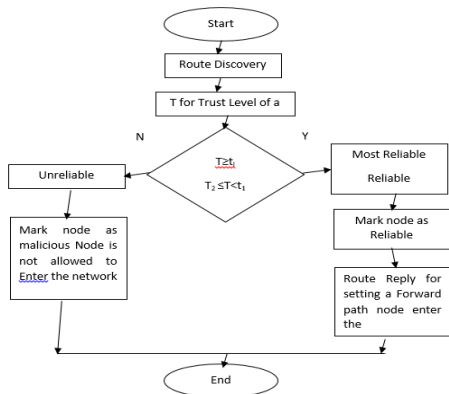 Start
Route Discovery
T for Trust Level of a
N
Y
T≥t₁
T₂ ≤T<t₁
Unreliable
Most Reliable
Reliable
Mark node as
malicious Node is
not allowed to
Enter the network
Mark node as
Reliable
Route Reply for
setting a Forward
path node enter
the
End